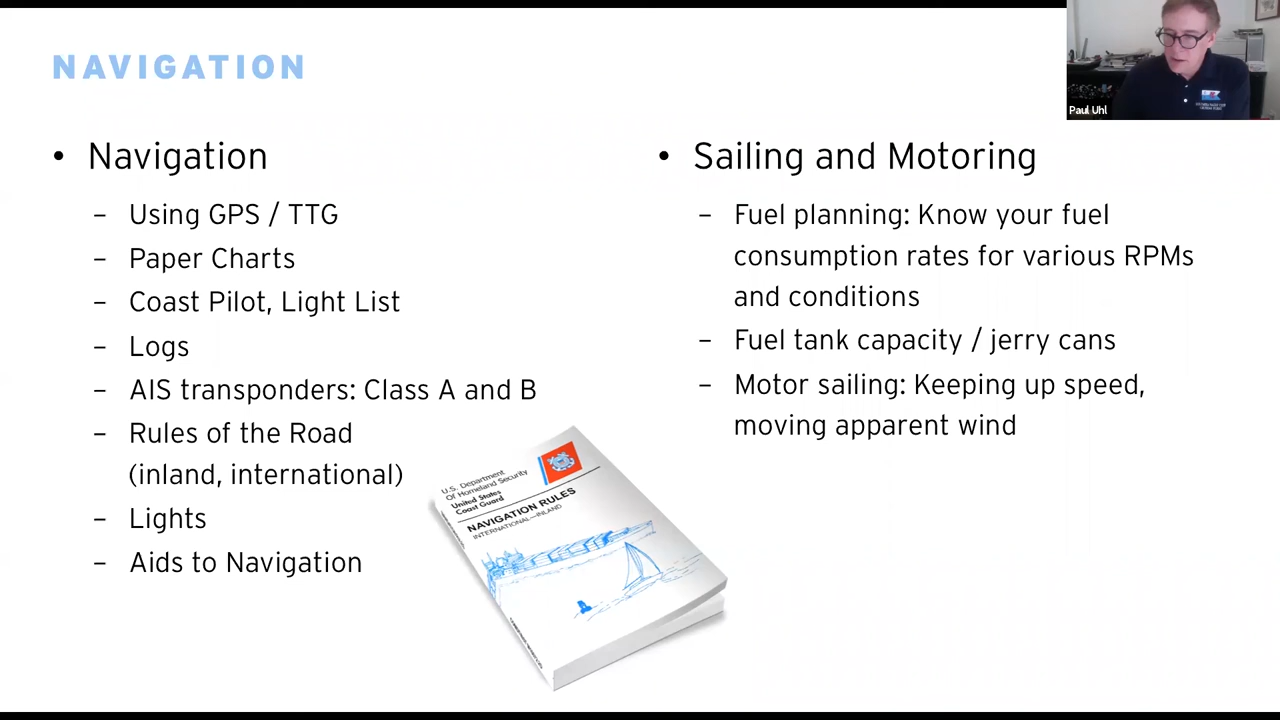 NAVIGATION
Paul Uhl
• Navigation
– Using GPS / TTG
– Paper Charts
– Coast Pilot, Light List
– Logs
– AIS transponders: Class A and B
– Rules of the Road
(inland, international)
– Lights
– Aids to Navigation
U.S. Department
Of Homeland Security
United States
Coast Guard
NAVIGATION RULES
INTERNATIONAL—INLAND
• Sailing and Motoring
– Fuel planning: Know your fuel
consumption rates for various RPMs
and conditions
– Fuel tank capacity / jerry cans
– Motor sailing: Keeping up speed,
moving apparent wind